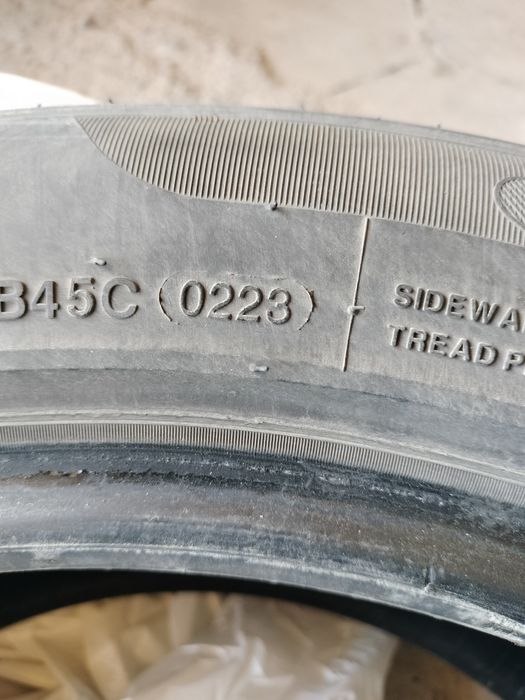 B45C (0223)
SIDEWA
TREAD P